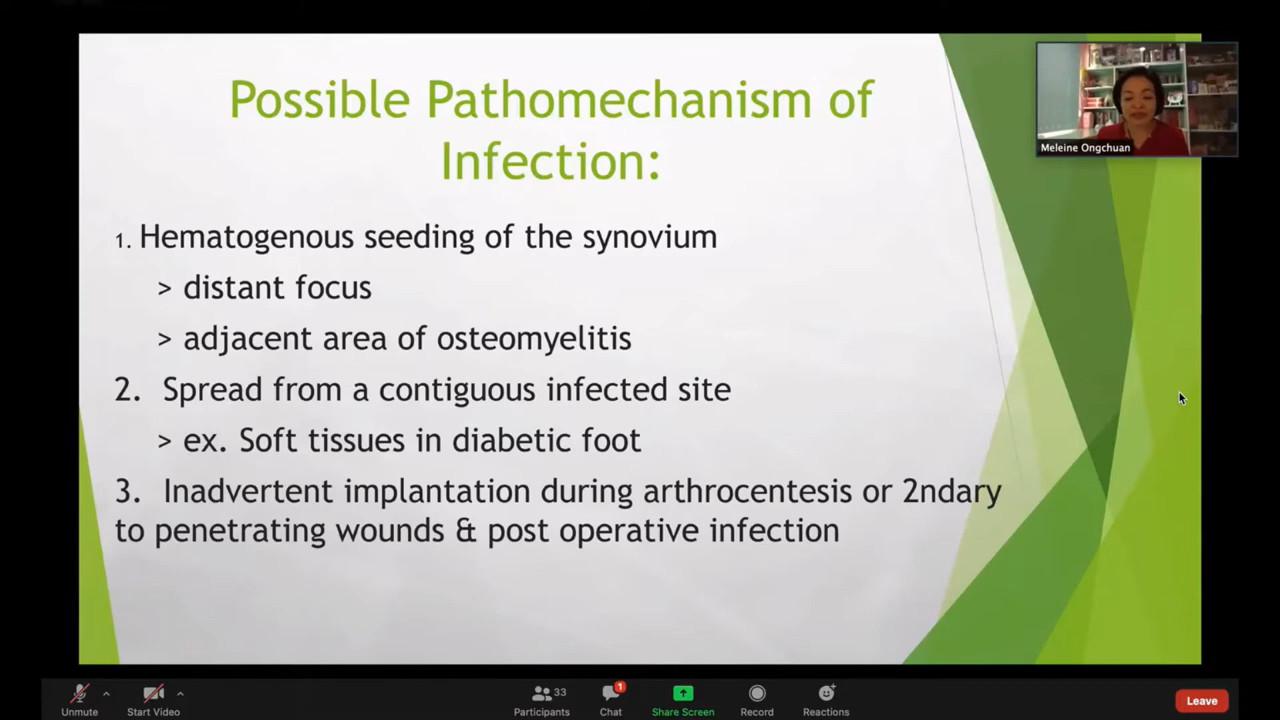 Possible Pathomechanism of
Infection:
1. Hematogenous seeding of the synovium
> distant focus
> adjacent area of osteomyelitis
2. Spread from a contiguous infected site
> ex. Soft tissues in diabetic foot
3. Inadvertent implantation during arthrocentesis or 2ndary
to penetrating wounds & post operative infection
Meleine Ongchuan
Unmute
Start Video
33
Participants
1
Chat
Share Screen
Record
Reactions
Leave